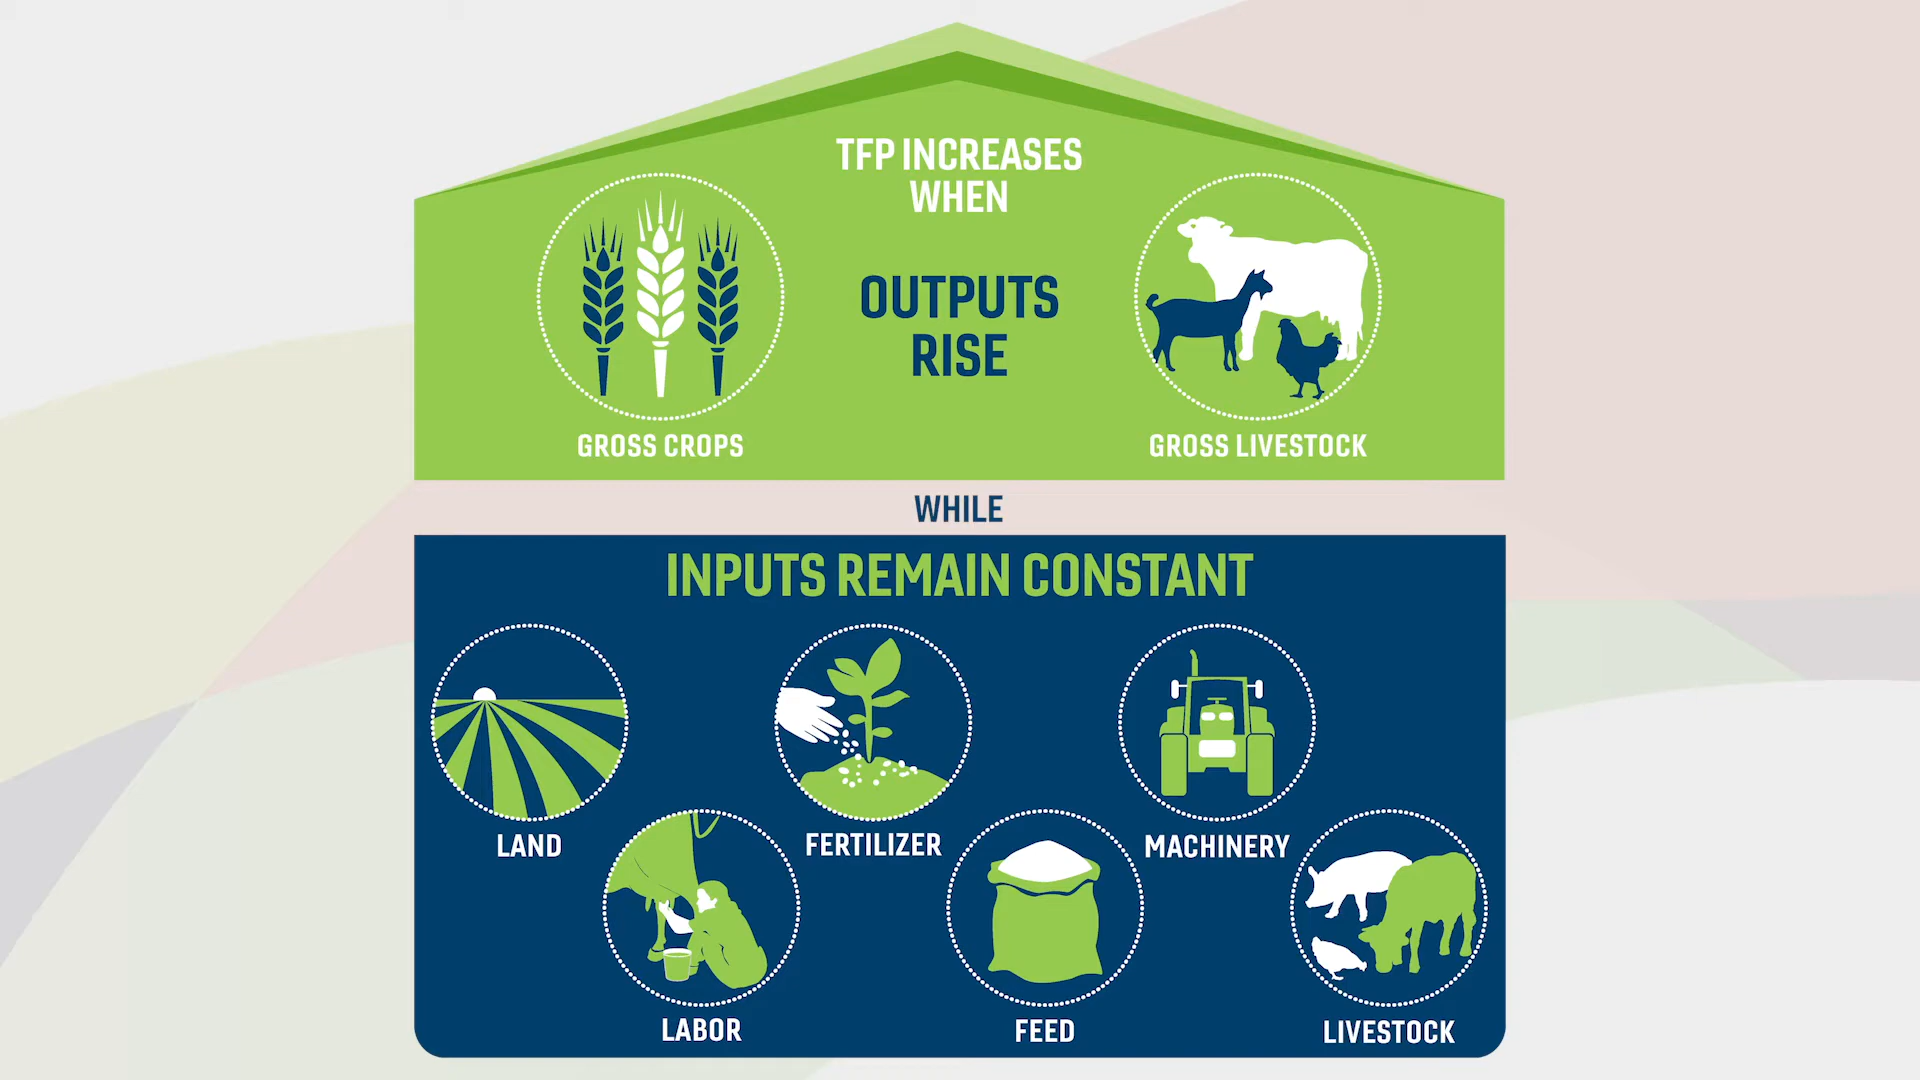 TFP INCREASES
WHEN
OUTPUTS
RISE
GROSS CROPS
GROSS LIVESTOCK
WHILE
INPUTS REMAIN CONSTANT
LAND
FERTILIZER
MACHINERY
LABOR
FEED
LIVESTOCK